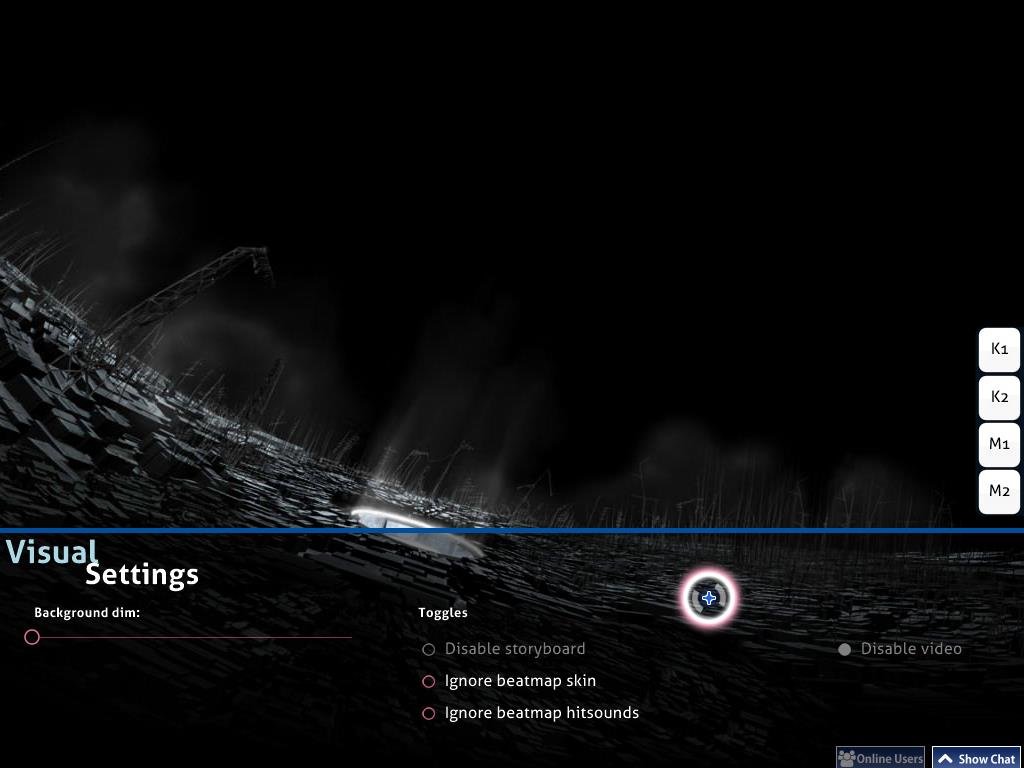 K1
K2
M1
M2
Visual
Settings
Background dim:
Toggles
Disable storyboard
Disable video
Ignore beatmap skin
Ignore beatmap hitsounds
Online Users
Show Chat